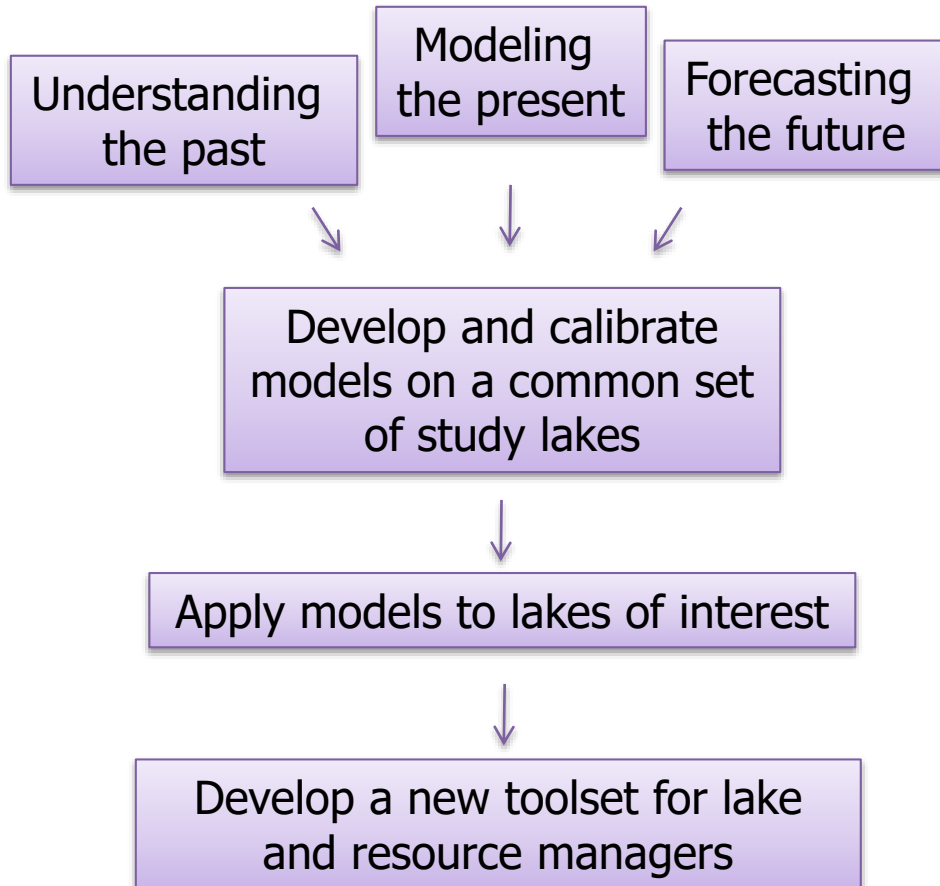 Understanding
the past
Modeling
the present
Forecasting
the future
Develop and calibrate
models on a common set
of study lakes
Apply models to lakes of interest
Develop a new toolset for lake
and resource managers